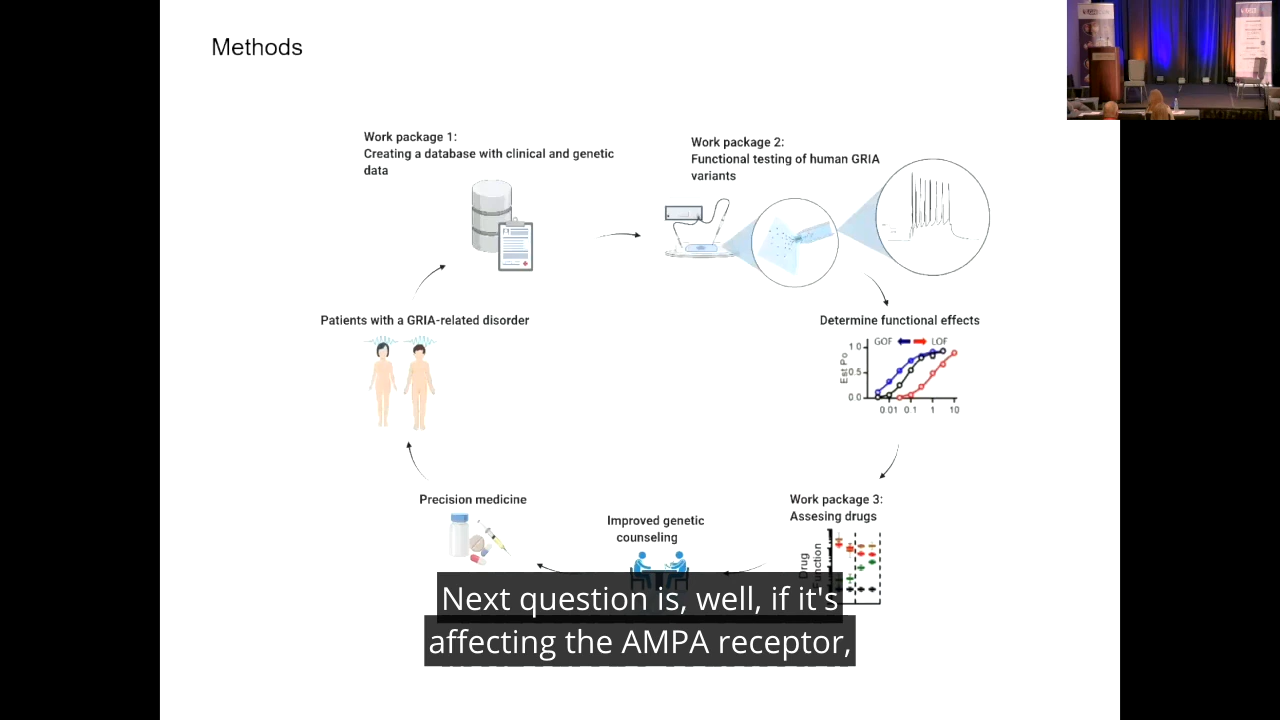 Methods
Work package 1:
Creating a database with clinical and genetic
data
Work package 2:
Functional testing of human GRIA
variants
Patients with a GRIA-related disorder
Determine functional effects
GOF LOF
Est Po
1 0
0.5
0.0
0 01 0.1 1 10
Precision medicine
Improved genetic
counseling
Work package 3:
Assesing drugs
Drug
Function
Next question is, well, if it's
affecting the AMPA receptor,